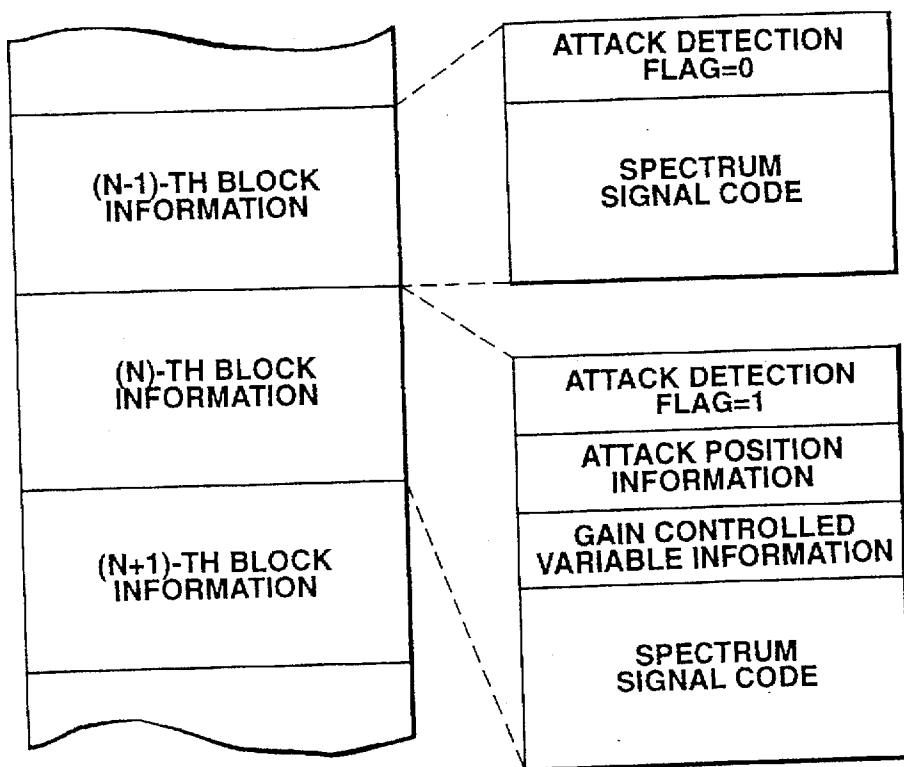 (N-1)-TH BLOCK
INFORMATION
(N)-TH BLOCK
INFORMATION
(N+1)-TH BLOCK
INFORMATION
ATTACK DETECTION
FLAG=0
SPECTRUM
SIGNAL CODE
ATTACK DETECTION
FLAG=1
ATTACK POSITION
INFORMATION
GAIN CONTROLLED
VARIABLE INFORMATION
SPECTRUM
SIGNAL CODE